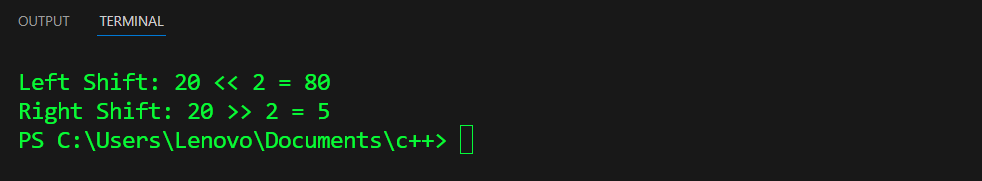 OUTPUT TERMINAL
Left Shift: 20 << 2 = 80
Right Shift: 20 >> 2 = 5
PS C:\Users\Lenovo\Documents\c++>